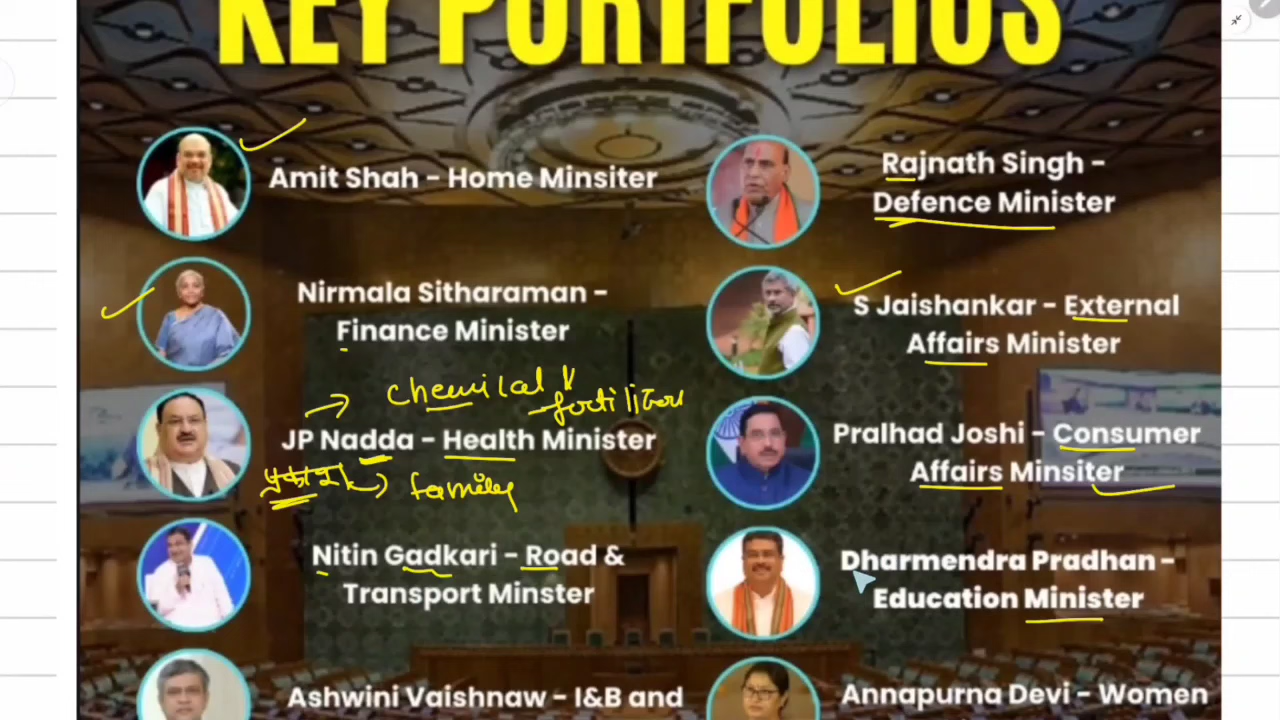 KEY PORTFOLIOS
Amit Shah - Home Minsiter
Rajnath Singh -
Defence Minister
Nirmala Sitharaman -
Finance Minister
S Jaishankar - External
Affairs Minister
chemical &
fertilizers
JP Nadda - Health Minister
family
Pralhad Joshi - Consumer
Affairs Minsiter
Nitin Gadkari - Road &
Transport Minster
Dharmendra Pradhan -
Education Minister
Ashwini Vaishnaw - I&B and
Annapurna Devi - Women